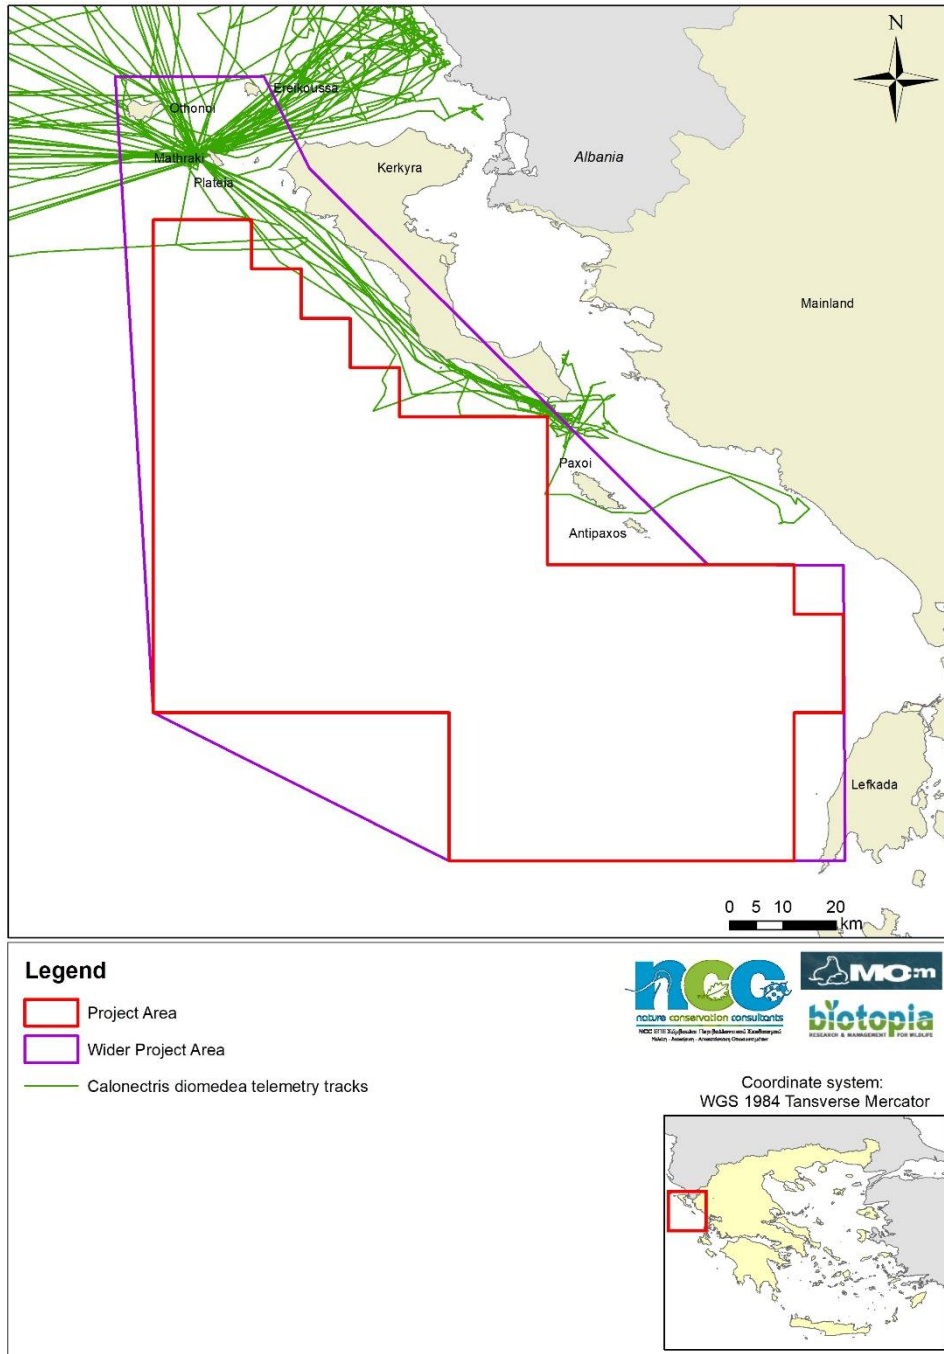 N
Ereikoussa
Othonoi
Mathraki
Plateia
Kerkyra
Albania
Mainland
Paxoi
Antipaxos
Lefkada
0 5 10 20
km
Legend
Project Area
Wider Project Area
Calonectris diomedea telemetry tracks
ncc
nature conservation consultants
MOm
biotopia
RESEARCH & MANAGEMENT FOR WILDLIFE
Coordinate system:
WGS 1984 Tansverse Mercator